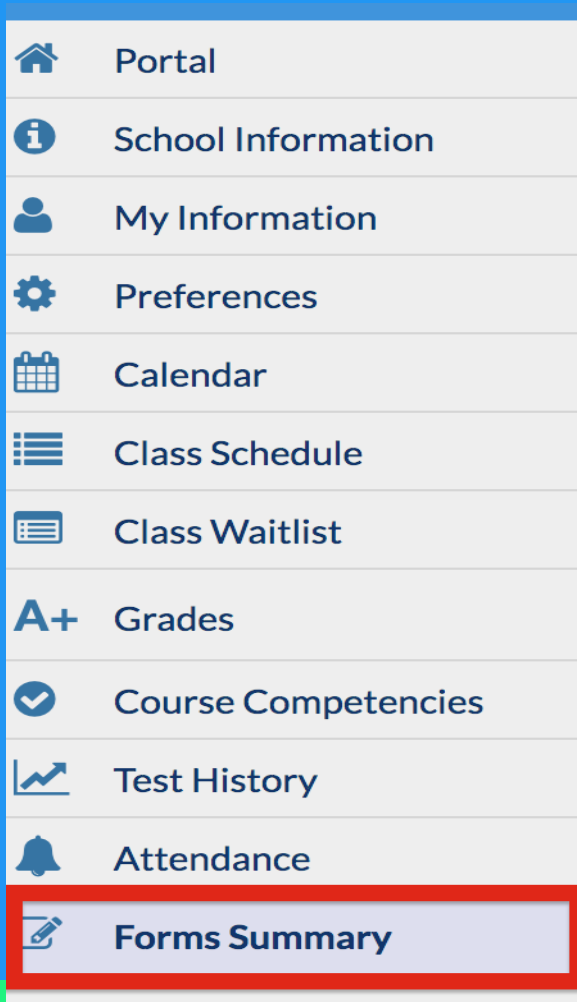 Portal
School Information
My Information
Preferences
Calendar
Class Schedule
Class Waitlist
A+ Grades
Course Competencies
Test History
Attendance
Forms Summary